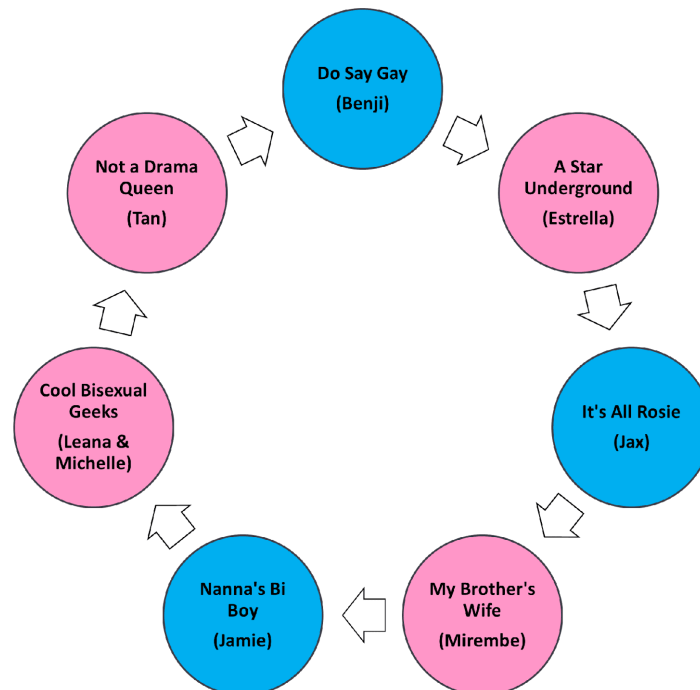 Do Say Gay
(Benji)
A Star
Underground
(Estrella)
It's All Rosie
(Jax)
My Brother's
Wife
(Mirembe)
Nanna's Bi
Boy
(Jamie)
Cool Bisexual
Geeks
(Leana &
Michelle)
Not a Drama
Queen
(Tan)